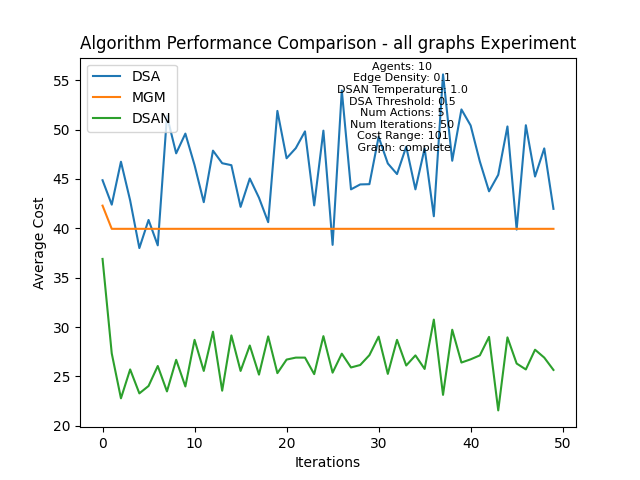 Algorithm Performance Comparison - all graphs Experiment
DSA
MGM
DSAN
Agents: 10
Edge Density: 0.1
DSAN Temperature: 1.0
DSA Threshold: 0.5
Num Actions: 5
Num Iterations: 50
Cost Range: 101
Graph: complete
Average Cost
55
50
45
40
35
30
25
20
0
10
20
30
40
50
Iterations